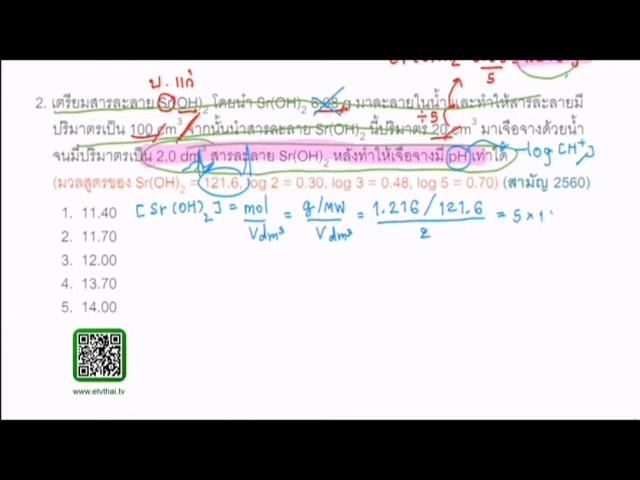 บ. แก่
÷5
5
2. เตรียมสารละลาย Sr(OH)₂ โดยนำ Sr(OH)₂ 6.08 g มาละลายในน้ำ และทำให้สารละลายมี
ปริมาตรเป็น 100 cm³ จากนั้นนำสารละลาย Sr(OH)₂ นี้ปริมาตร 20 cm³ มาเจือจางด้วยน้ำ
จนมีปริมาตรเป็น 2.0 dm³ สารละลาย Sr(OH)₂ หลังทำให้เจือจางมี pH เท่าใด -log[H⁺]
(มวลสูตรของ Sr(OH)₂ = 121.6, log 2 = 0.30, log 3 = 0.48, log 5 = 0.70) (สามัญ 2560)
[Sr(OH)₂] = mol / Vdm³ = g/MW / Vdm³ = 1.216/121.6 / 2 = 5 × 1
1. 11.40
2. 11.70
3. 12.00
4. 13.70
5. 14.00
www.etvthai.tv